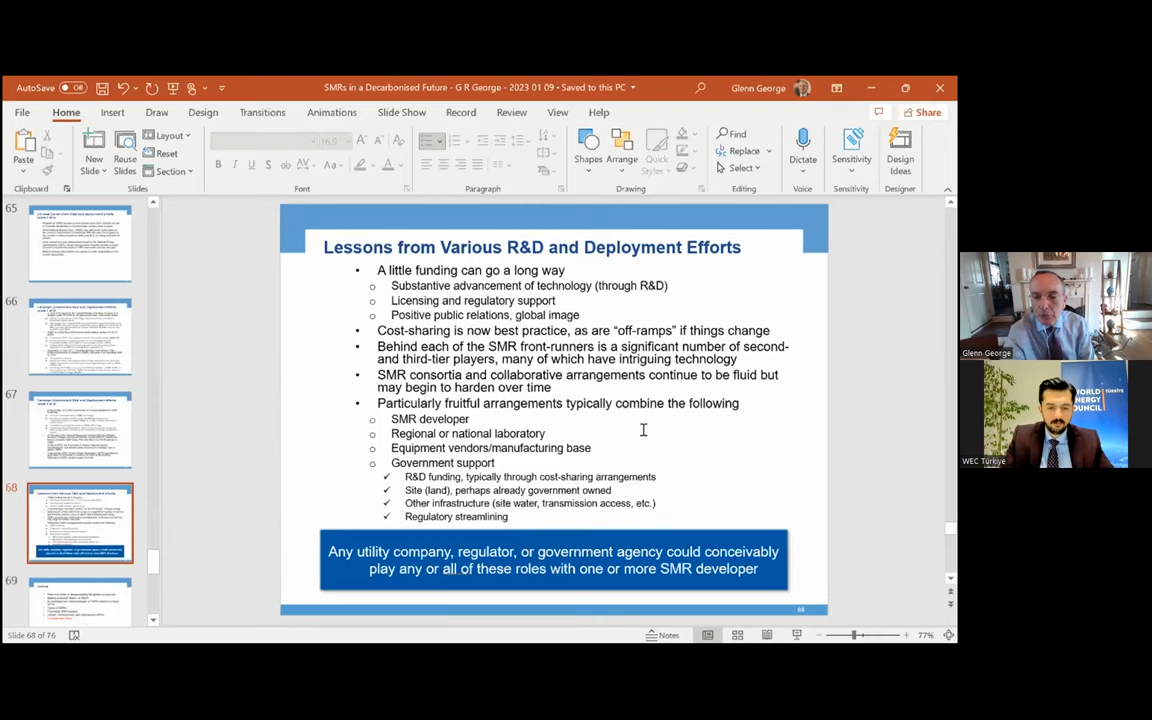 AutoSave Off
SMRs in a Decarbonised Future - G R George - 2023 01 09 • Saved to this PC
Glenn George
File Home Insert Draw Design Transitions Animations Slide Show Record Review View Help
Share
Paste
New Slide
Reuse Slides
Layout
Reset
Section
16.9
Shapes
Arrange
Quick Styles
Find
Replace
Select
Dictate
Sensitivity
Design Ideas
Clipboard
Slides
Font
Paragraph
Drawing
Editing
Voice
Sensitivity
Designer
65
66
67
68
69
Lessons from Various R&D and Deployment Efforts
• A little funding can go a long way
o Substantive advancement of technology (through R&D)
o Licensing and regulatory support
o Positive public relations, global image
• Cost-sharing is now best practice, as are “off-ramps” if things change
• Behind each of the SMR front-runners is a significant number of second-
and third-tier players, many of which have intriguing technology
• SMR consortia and collaborative arrangements continue to be fluid but
may begin to harden over time
• Particularly fruitful arrangements typically combine the following
o SMR developer
o Regional or national laboratory
o Equipment vendors/manufacturing base
o Government support
✓ R&D funding, typically through cost-sharing arrangements
✓ Site (land), perhaps already government owned
✓ Other infrastructure (site water, transmission access, etc.)
✓ Regulatory streamlining
Any utility company, regulator, or government agency could conceivably
play any or all of these roles with one or more SMR developer
68
Slide 68 of 76
Notes
77%
Glenn George
WORLD
ENERGY
COUNCIL
WEC Türkiye